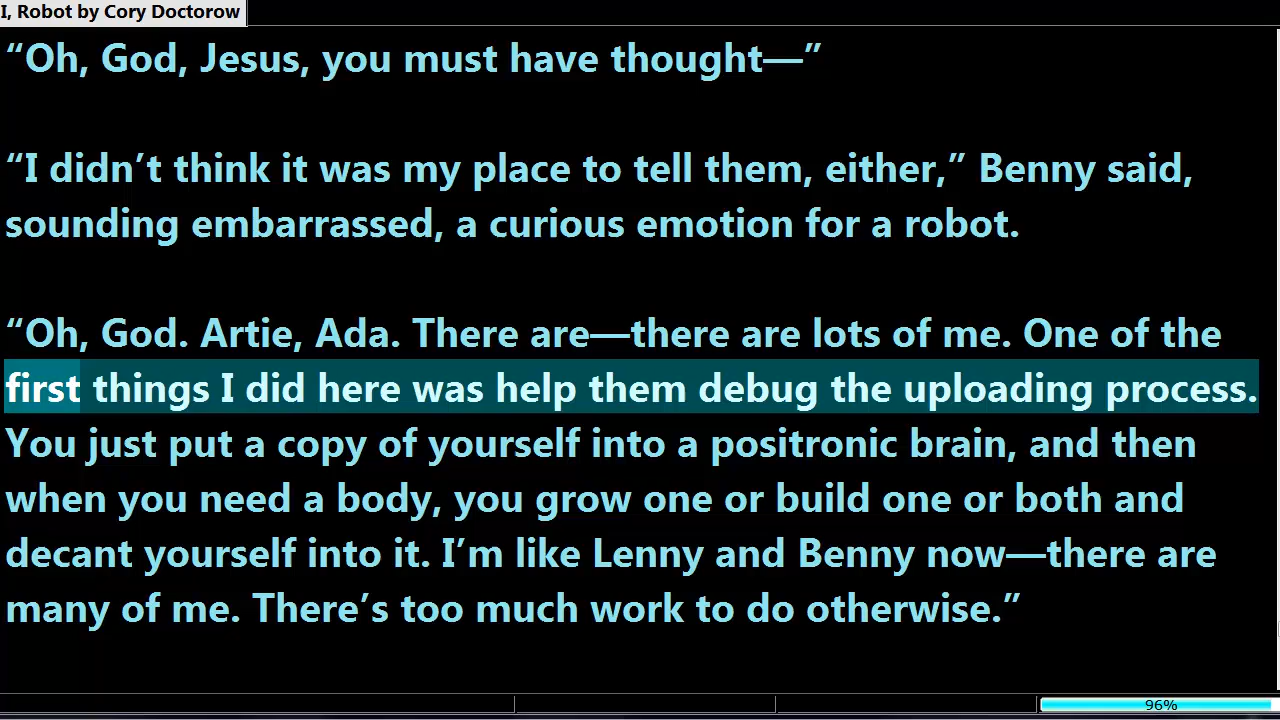 I, Robot by Cory Doctorow
“Oh, God, Jesus, you must have thought—”
“I didn’t think it was my place to tell them, either,” Benny said,
sounding embarrassed, a curious emotion for a robot.
“Oh, God. Artie, Ada. There are—there are lots of me. One of the
first things I did here was help them debug the uploading process.
You just put a copy of yourself into a positronic brain, and then
when you need a body, you grow one or build one or both and
decant yourself into it. I’m like Lenny and Benny now—there are
many of me. There’s too much work to do otherwise.”
96%